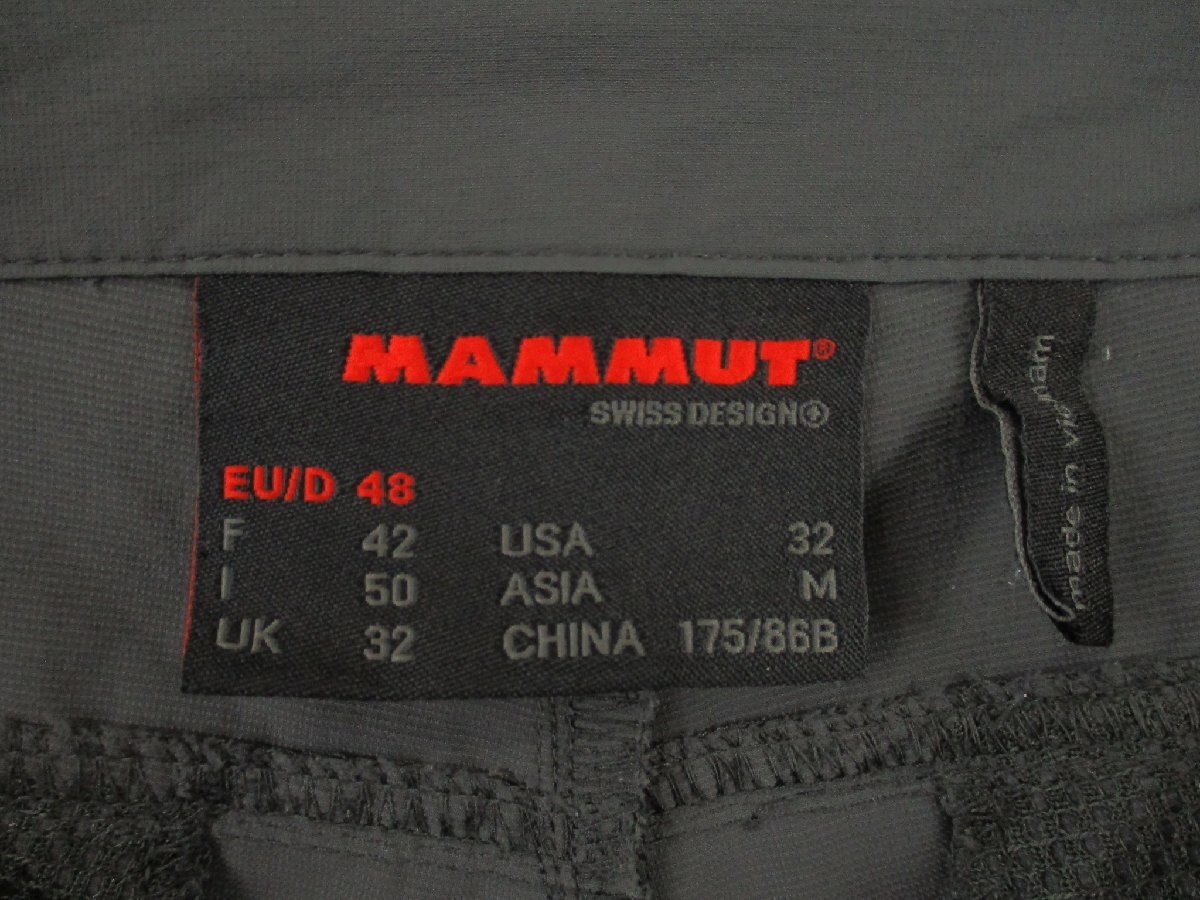 MAMMUT®
SWISS DESIGN
EU/D 48
F 42 USA 32
I 50 ASIA M
UK 32 CHINA 175/86B
made in vietnam